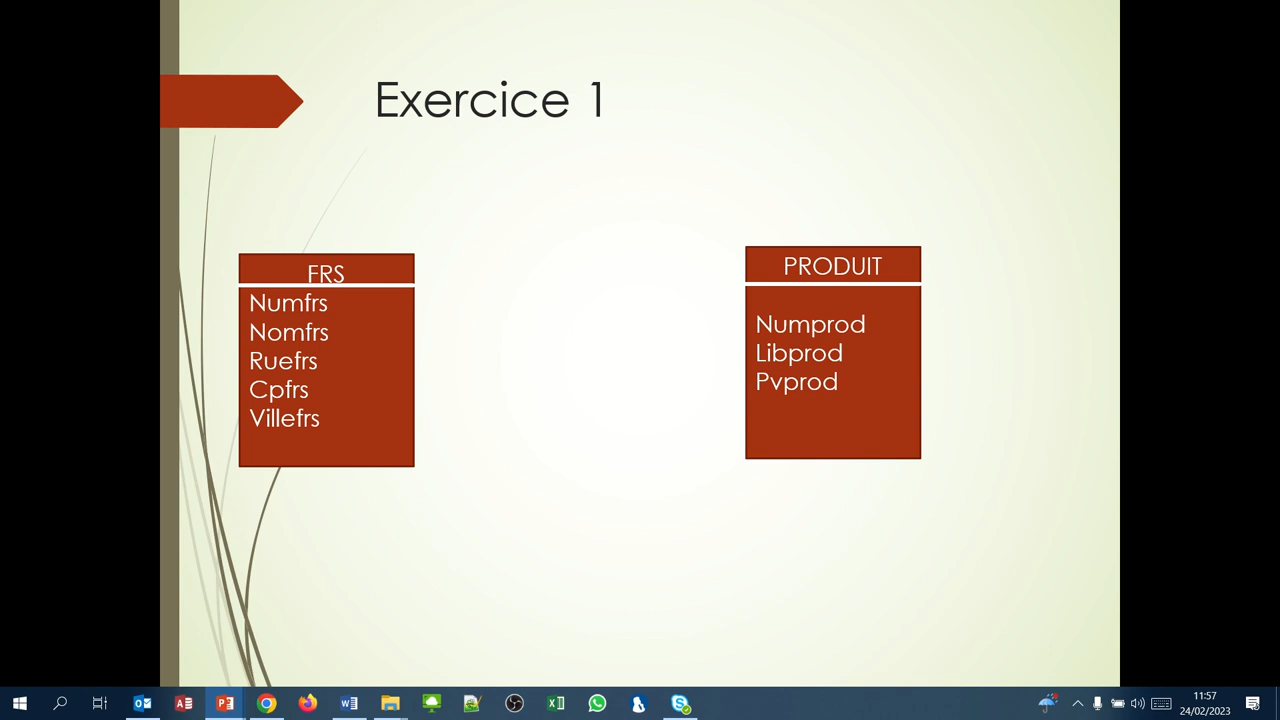 Exercice 1
FRS
Numfrs
Nomfrs
Ruefrs
Cpfrs
Villefrs
PRODUIT
Numprod
Libprod
Pvprod
11:57
24/02/2023